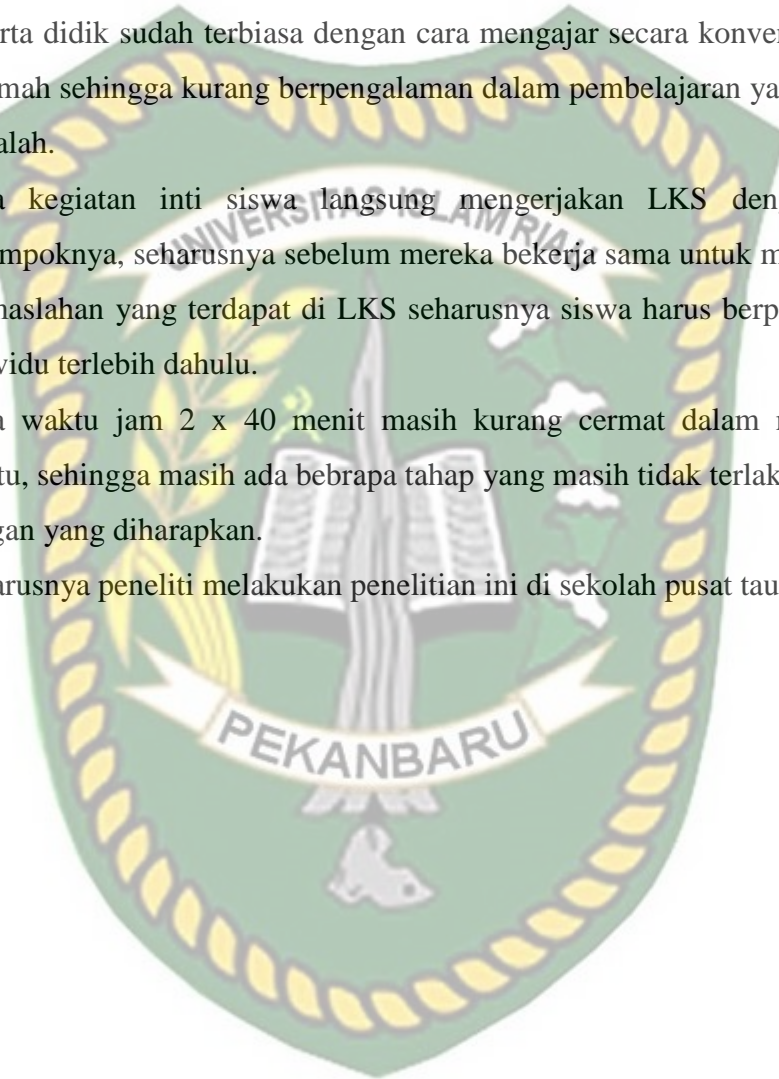 rta didik sudah terbiasa dengan cara mengajar secara konver
mah sehingga kurang berpengalaman dalam pembelajaran ya
alah.
a kegiatan inti siswa langsung mengerjakan LKS den
mpoknya, seharusnya sebelum mereka bekerja sama untuk m
naslahan yang terdapat di LKS seharusnya siswa harus berp
vidu terlebih dahulu.
a waktu jam 2 x 40 menit masih kurang cermat dalam r
tu, sehingga masih ada bebrapa tahap yang masih tidak terlak
gan yang diharapkan.
arusnya peneliti melakukan penelitian ini di sekolah pusat tau
UNIVERSITAS ISLAM RIAU
PEKANBARU